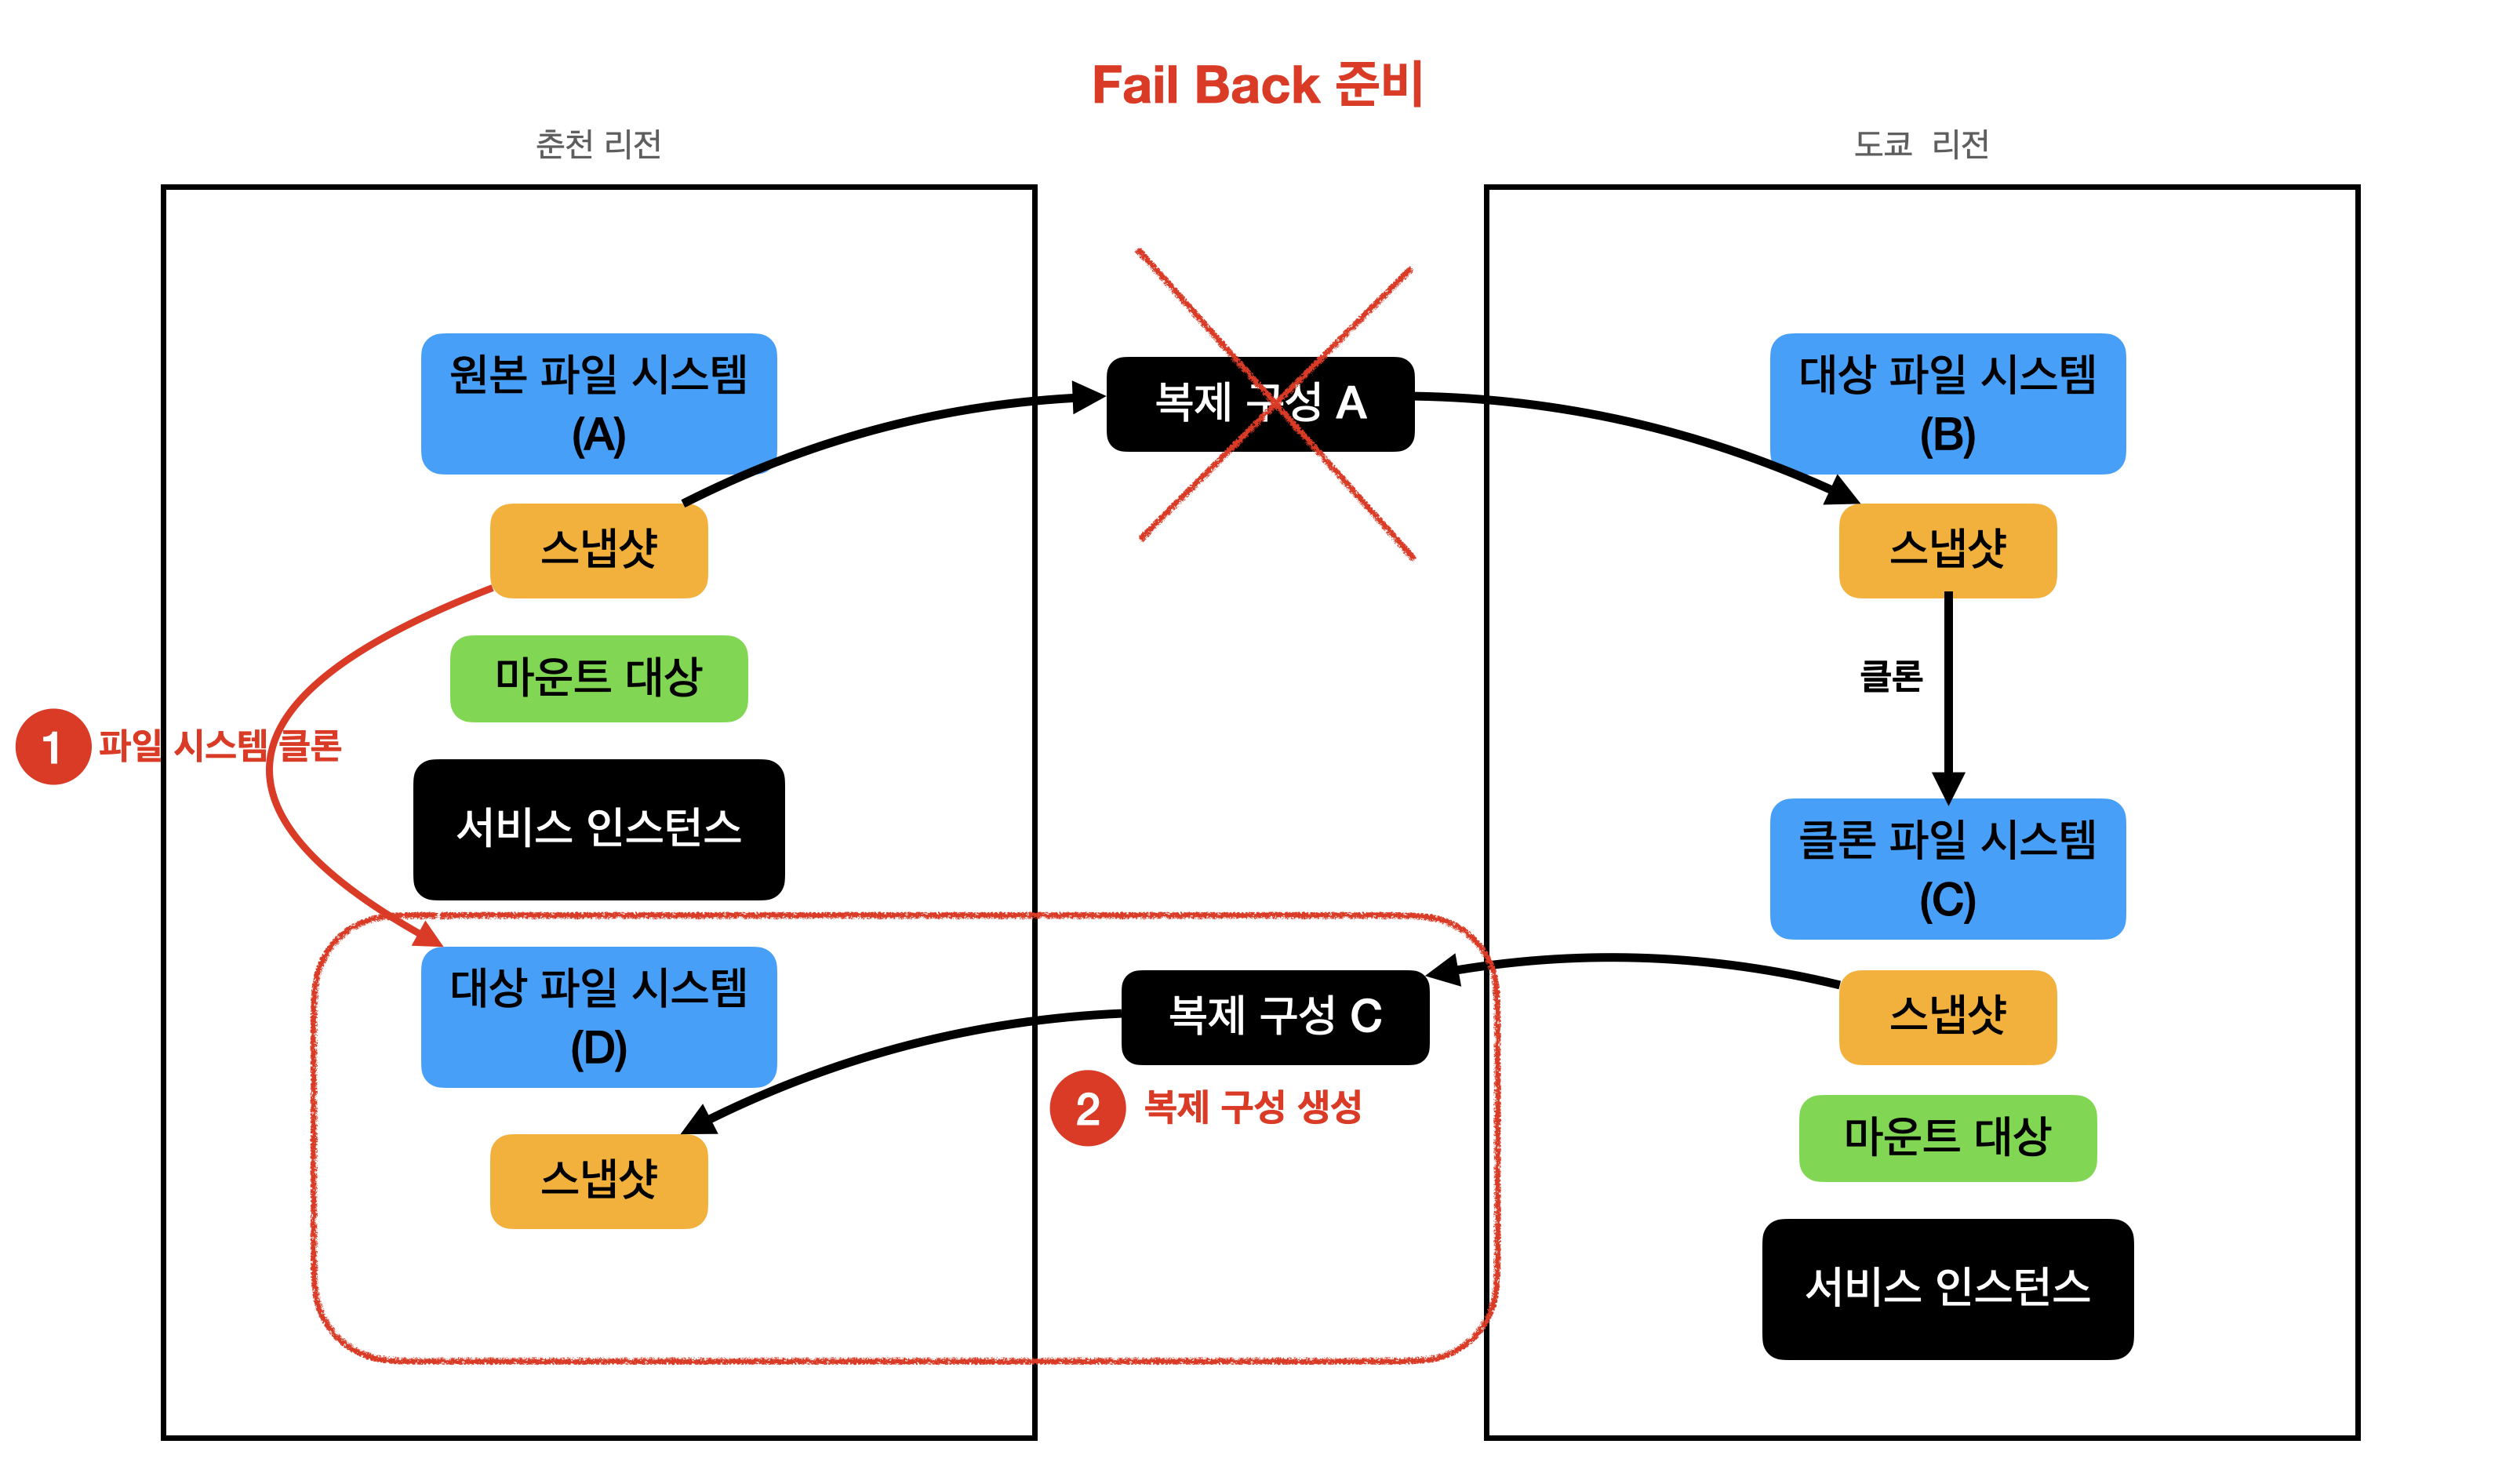 Fail Back 준비
춘천 리전
도쿄 리전
원본 파일 시스템
(A)
스냅샷
마운트 대상
서비스 인스턴스
1 파일 시스템 클론
대상 파일 시스템
(D)
스냅샷
복제 구성 A
복제 구성 C
2 복제 구성 생성
대상 파일 시스템
(B)
스냅샷
클론
클론 파일 시스템
(C)
스냅샷
마운트 대상
서비스 인스턴스